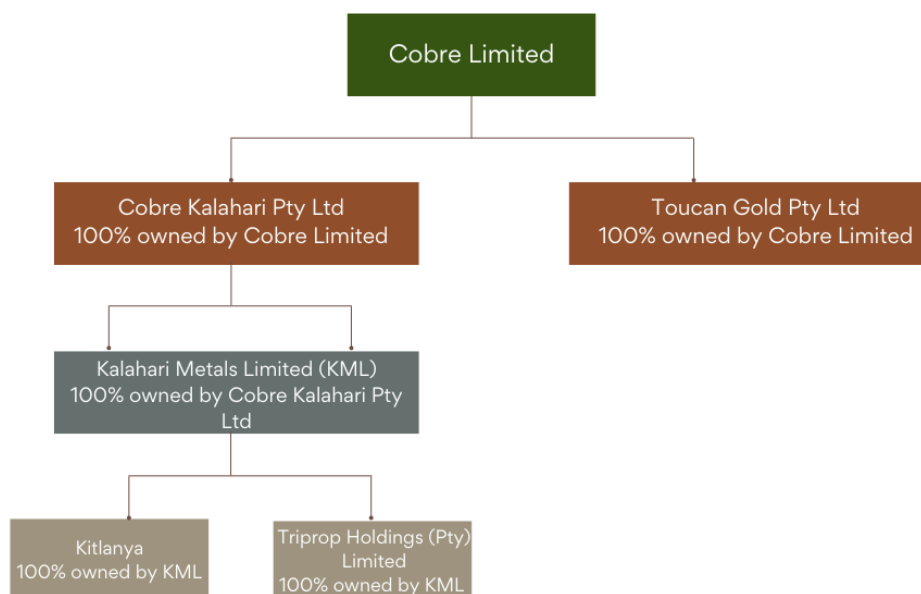 Cobre Limited
Cobre Kalahari Pty Ltd
100% owned by Cobre Limited
Toucan Gold Pty Ltd
100% owned by Cobre Limited
Kalahari Metals Limited (KML)
100% owned by Cobre Kalahari Pty
Ltd
Kitlanya
100% owned by KML
Triprop Holdings (Pty)
Limited
100% owned by KML